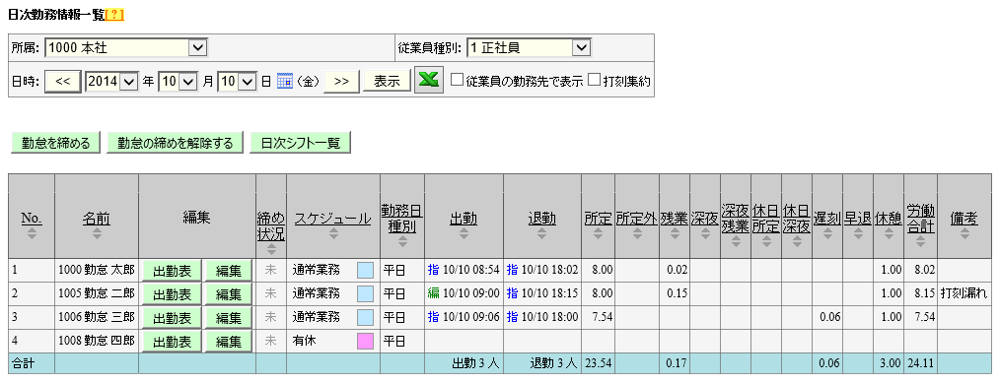 日次勤務情報一覧[ ? ]
所属: 1000 本社 従業員種別: 1 正社員
日時: << 2014 年 10 月 10 日 (金) >> 表示 従業員の勤務先で表示 打刻集約
勤怠を締める 勤怠の締めを解除する 日次シフト一覧
No. 名前 編集 締め状況 スケジュール 勤務日種別 出勤 退勤 所定 所定外 残業 深夜 深夜残業 休日所定 休日深夜 遅刻 早退 休憩 労働合計 備考
1 1000 勤怠 太郎 出勤表 編集 未 通常業務 平日 指 10/10 08:54 指 10/10 18:02 8.00 0.02 1.00 8.02
2 1005 勤怠 二郎 出勤表 編集 未 通常業務 平日 編 10/10 09:00 指 10/10 18:15 8.00 0.15 1.00 8.15 打刻漏れ
3 1006 勤怠 三郎 出勤表 編集 未 通常業務 平日 指 10/10 09:06 指 10/10 18:00 7.54 0.06 1.00 7.54
4 1008 勤怠 四郎 出勤表 編集 未 有休 平日
合計 出勤 3 人 退勤 3 人 23.54 0.17 0.06 3.00 24.11